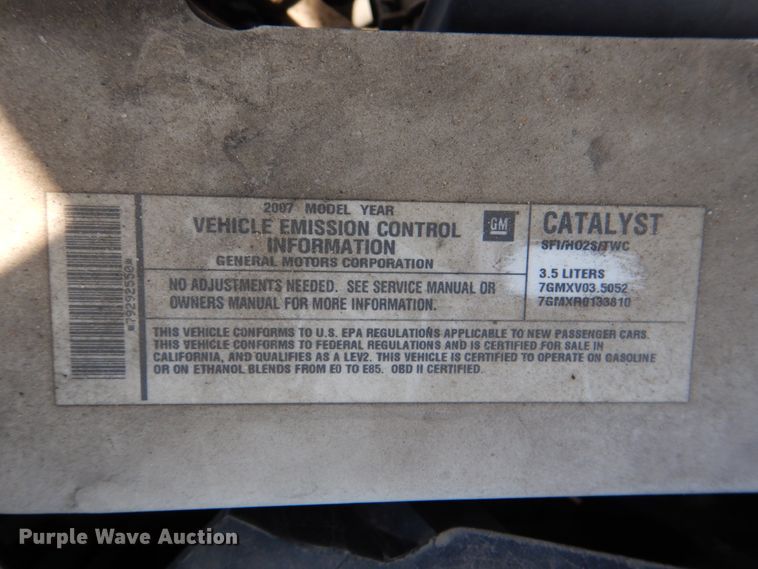 2007 MODEL YEAR
VEHICLE EMISSION CONTROL
INFORMATION
GENERAL MOTORS CORPORATION
GM
CATALYST
SFI/HO2S/TWC
NO ADJUSTMENTS NEEDED. SEE SERVICE MANUAL OR
OWNERS MANUAL FOR MORE INFORMATION.
3.5 LITERS
7GMXV03.5052
7GMXR0133810
THIS VEHICLE CONFORMS TO U.S. EPA REGULATIONS APPLICABLE TO NEW PASSENGER CARS.
THIS VEHICLE CONFORMS TO FEDERAL REGULATIONS AND IS CERTIFIED FOR SALE IN
CALIFORNIA, AND QUALIFIES AS A LEV2. THIS VEHICLE IS CERTIFIED TO OPERATE ON GASOLINE
OR ON ETHANOL BLENDS FROM E0 TO E85. OBD II CERTIFIED.
79292550
Purple Wave Auction®